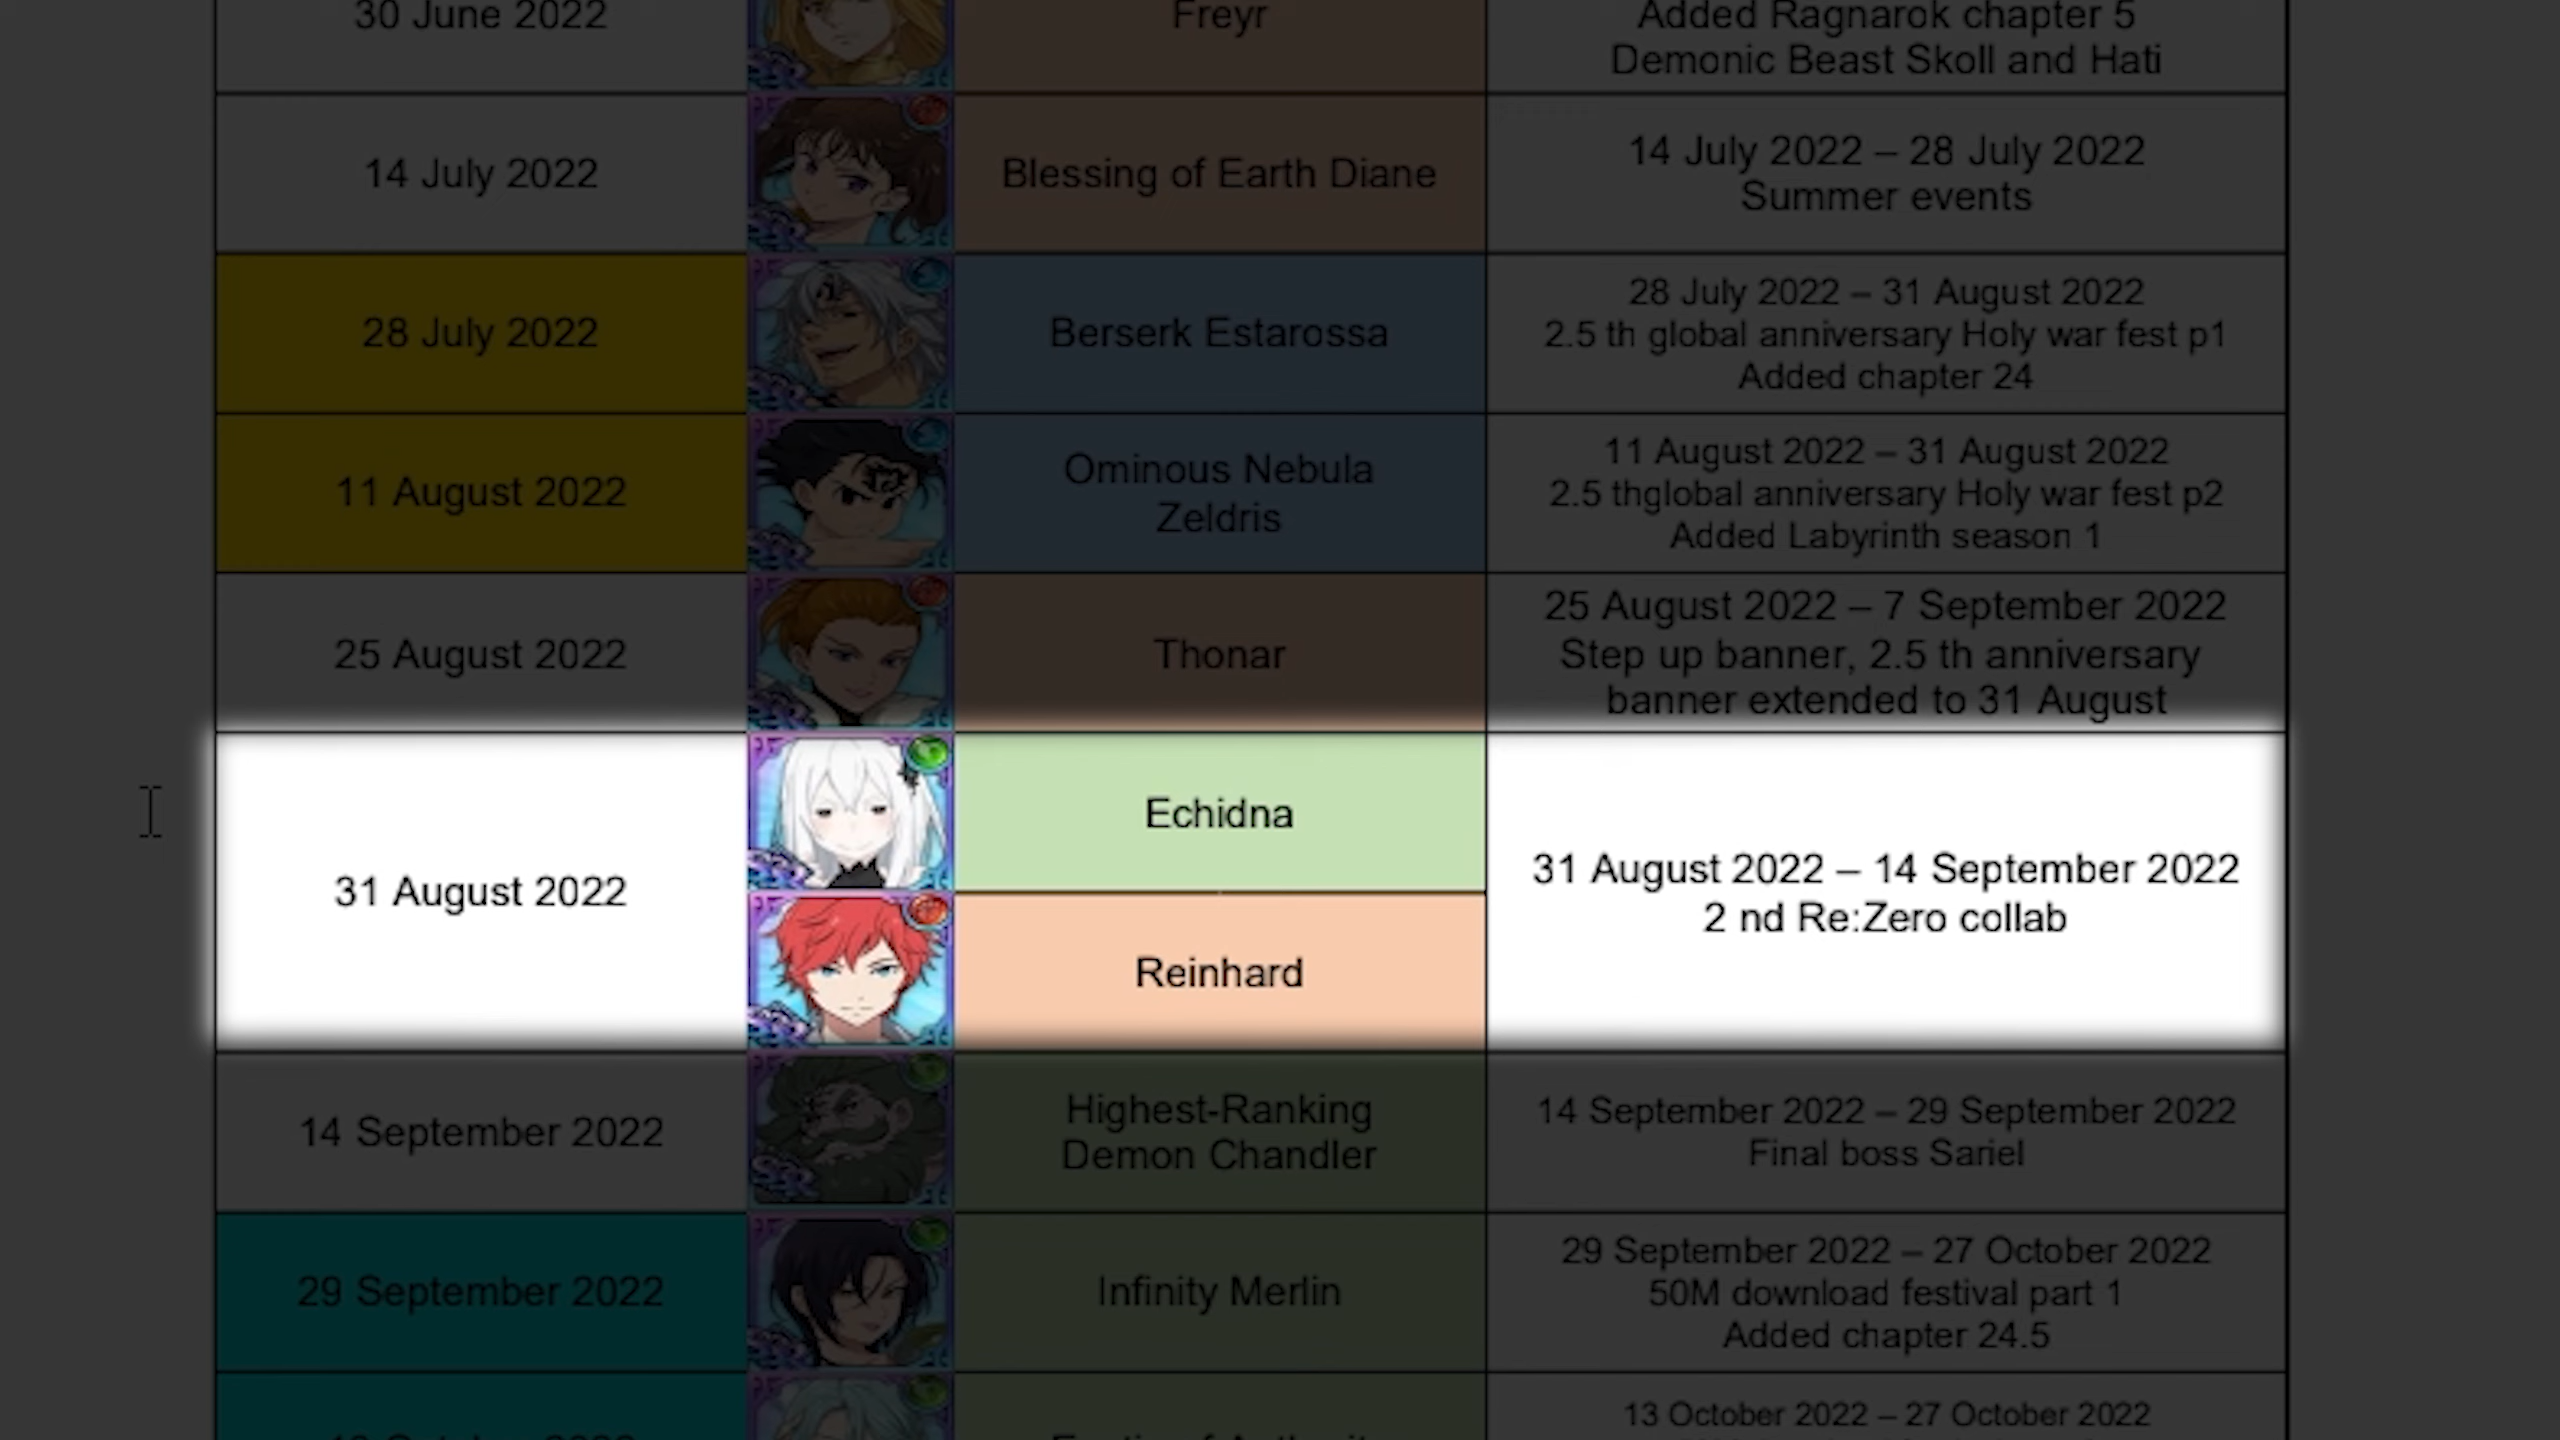 30 June 2022
Freyr
Added Ragnarok chapter 5
Demonic Beast Skoll and Hati
14 July 2022
Blessing of Earth Diane
14 July 2022 – 28 July 2022
Summer events
28 July 2022
Berserk Estarossa
28 July 2022 – 31 August 2022
2.5 th global anniversary Holy war fest p1
Added chapter 24
11 August 2022
Ominous Nebula
Zeldris
11 August 2022 – 31 August 2022
2.5 thglobal anniversary Holy war fest p2
Added Labyrinth season 1
25 August 2022
Thonar
25 August 2022 – 7 September 2022
Step up banner, 2.5 th anniversary
banner extended to 31 August
31 August 2022
Echidna
Reinhard
31 August 2022 – 14 September 2022
2 nd Re:Zero collab
14 September 2022
SSR
Highest-Ranking
Demon Chandler
14 September 2022 – 29 September 2022
Final boss Sariel
29 September 2022
Infinity Merlin
29 September 2022 – 27 October 2022
50M download festival part 1
Added chapter 24.5
13 October 2022 – 27 October 2022